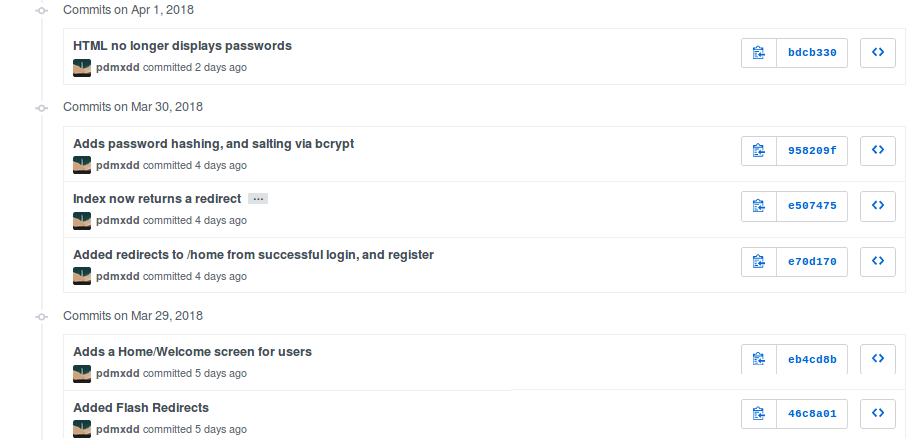 Commits on Apr 1, 2018
HTML no longer displays passwords
bdcb330
pdmxdd committed 2 days ago
Commits on Mar 30, 2018
Adds password hashing, and salting via bcrypt
958209f
pdmxdd committed 4 days ago
Index now returns a redirect ...
e507475
pdmxdd committed 4 days ago
Added redirects to /home from successful login, and register
e70d170
pdmxdd committed 4 days ago
Commits on Mar 29, 2018
Adds a Home/Welcome screen for users
eb4cd8b
pdmxdd committed 5 days ago
Added Flash Redirects
46c8a01
pdmxdd committed 5 days ago